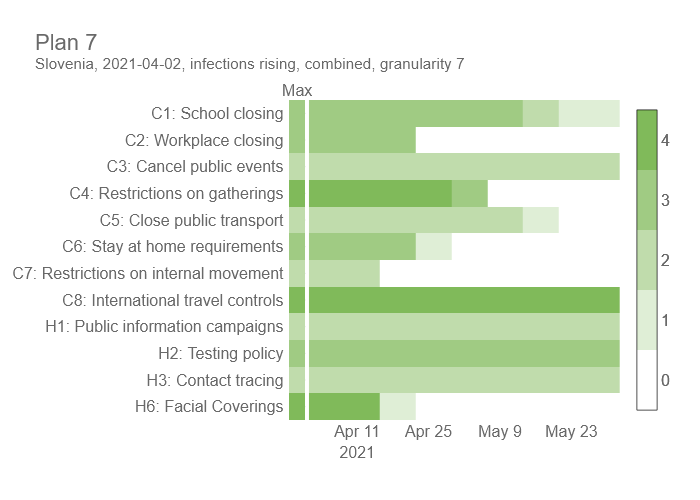 Plan 7
Slovenia, 2021-04-02, infections rising, combined, granularity 7
Max
C1: School closing
C2: Workplace closing
C3: Cancel public events
C4: Restrictions on gatherings
C5: Close public transport
C6: Stay at home requirements
C7: Restrictions on internal movement
C8: International travel controls
H1: Public information campaigns
H2: Testing policy
H3: Contact tracing
H6: Facial Coverings
Apr 11 Apr 25 May 9 May 23
2021
4
3
2
1
0